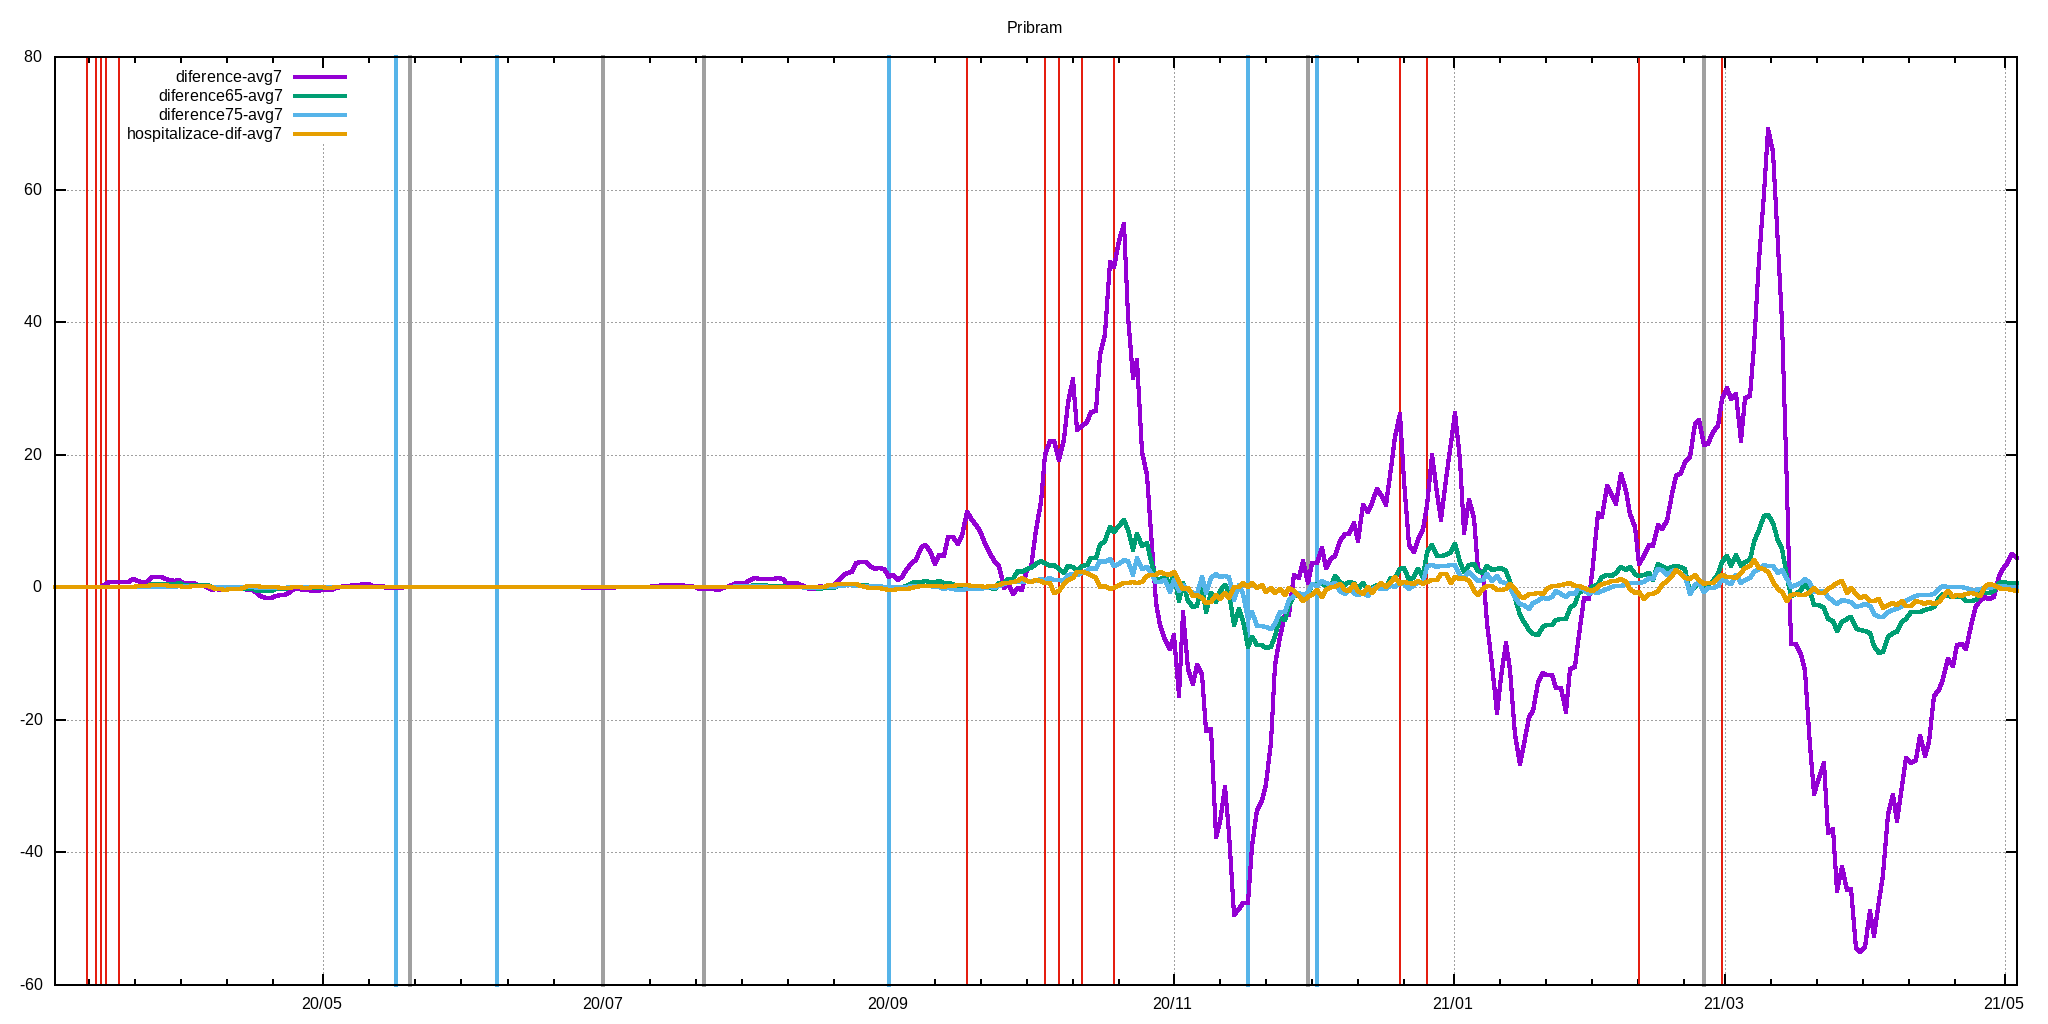 Pribram
diference-avg7
diference65-avg7
diference75-avg7
hospitalizace-dif-avg7
80
60
40
20
0
-20
-40
-60
20/05 20/07 20/09 20/11 21/01 21/03 21/05